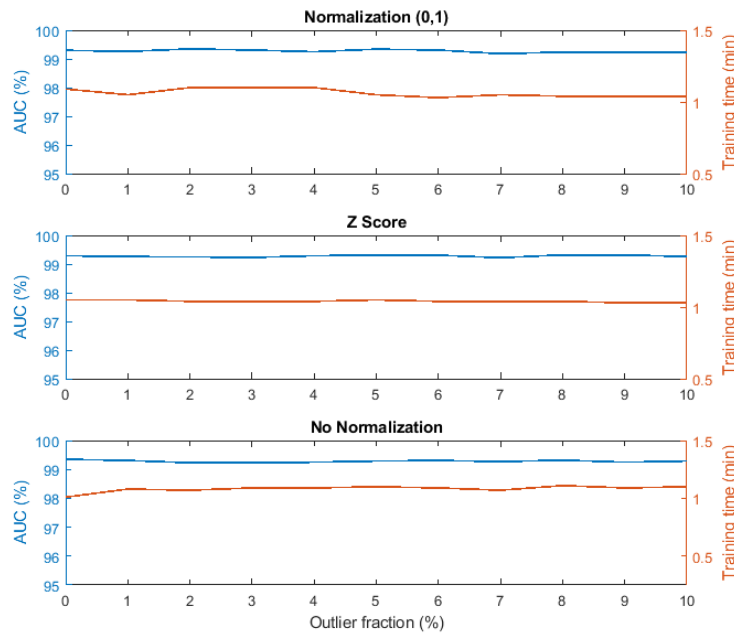 Normalization (0,1)
100
99
98
97
96
95
AUC (%)
1.5
1
0.5
Training time (min)
0 1 2 3 4 5 6 7 8 9 10
Z Score
100
99
98
97
96
95
AUC (%)
1.5
1
0.5
Training time (min)
0 1 2 3 4 5 6 7 8 9 10
No Normalization
100
99
98
97
96
95
AUC (%)
1.5
1
0.5
Training time (min)
0 1 2 3 4 5 6 7 8 9 10
Outlier fraction (%)